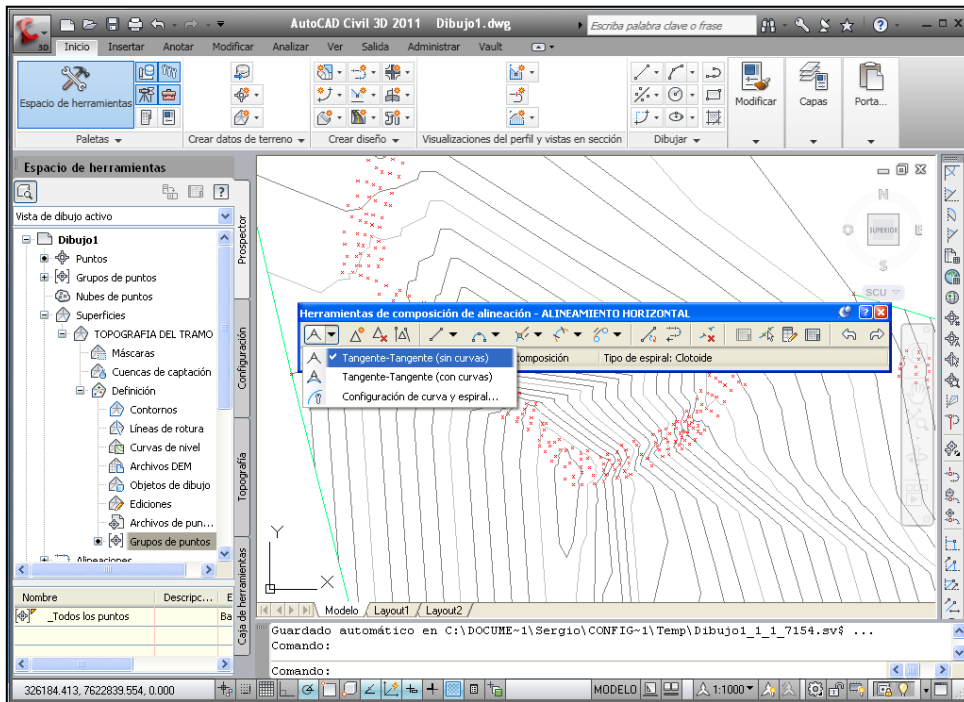 AutoCAD Civil 3D 2011 Dibujo1.dwg
Escriba palabra clave o frase
3D
Inicio Insertar Anotar Modificar Analizar Ver Salida Administrar Vault
Espacio de herramientas
Modificar
Capas
Porta...
Paletas
Crear datos de terreno
Crear diseño
Visualizaciones del perfil y vistas en sección
Dibujar
Espacio de herramientas
Vista de dibujo activo
Dibujo1
Puntos
Grupos de puntos
Nubes de puntos
Superficies
TOPOGRAFIA DEL TRAMO
Máscaras
Cuencas de captación
Definición
Contornos
Líneas de rotura
Curvas de nivel
Archivos DEM
Objetos de dibujo
Ediciones
Archivos de pun...
Grupos de puntos
Alineaciones
Prospector
Configuración
Topografía
Caja de herramientas
Nombre Descripc... E
_Todos los puntos Ba
N
SUPERIOR
E
S
SCU
Herramientas de composición de alineación - ALINEAMIENTO HORIZONTAL
Tangente-Tangente (sin curvas)
Tangente-Tangente (con curvas)
Configuración de curva y espiral...
omposición
Tipo de espiral: Clotoide
Y
X
Modelo Layout1 Layout2
Guardado automático en C:\DOCUME~1\Sergio\CONFIG~1\Temp\Dibujo1_1_1_7154.sv$ ...
Comando:
Comando:
326184.413, 7622839.554, 0.000
MODELO
1:1000